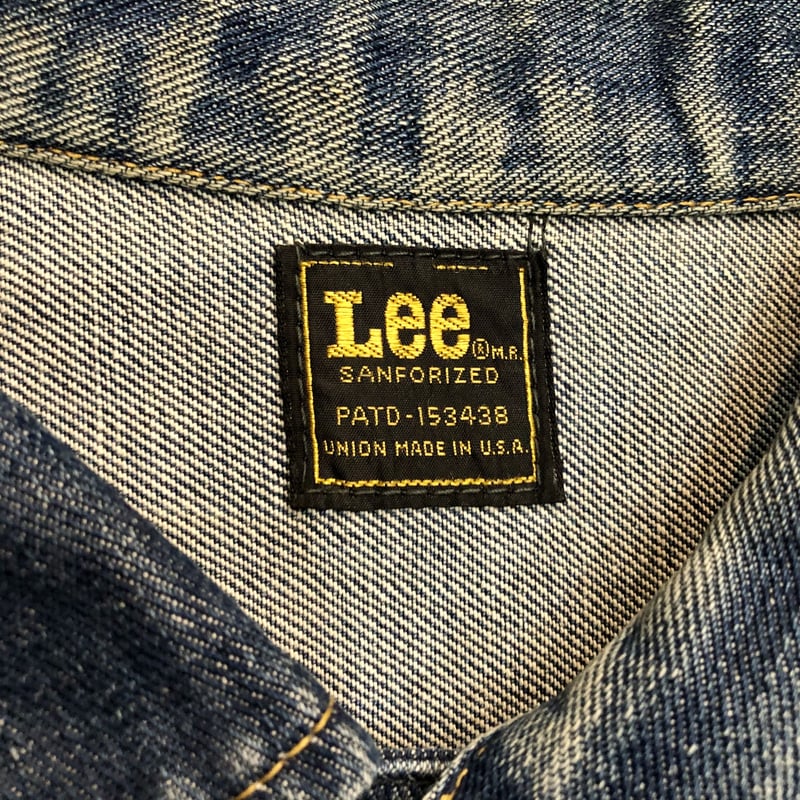 Lee ® M.R.
SANFORIZED
PATD-153438
UNION MADE IN U.S.A.